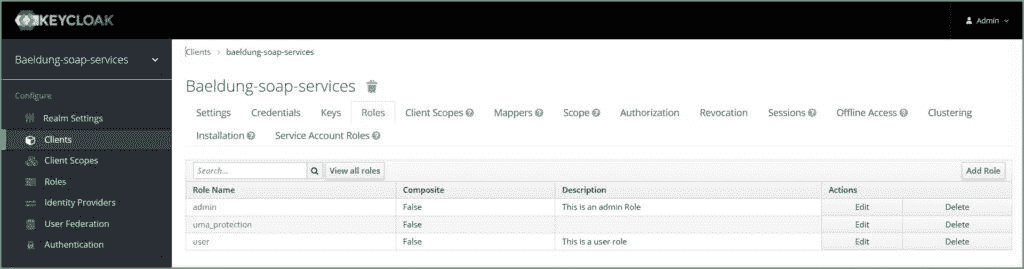 KEYCLOAK
Admin
Baeldung-soap-services
Configure
Realm Settings
Clients
Client Scopes
Roles
Identity Providers
User Federation
Authentication
Clients > baeldung-soap-services
Baeldung-soap-services
Settings Credentials Keys Roles Client Scopes Mappers Scope Authorization Revocation Sessions Offline Access Clustering
Installation Service Account Roles
Search... View all roles Add Role
Role Name Composite Description Actions
admin False This is an admin Role Edit Delete
uma_protection False Edit Delete
user False This is a user role Edit Delete